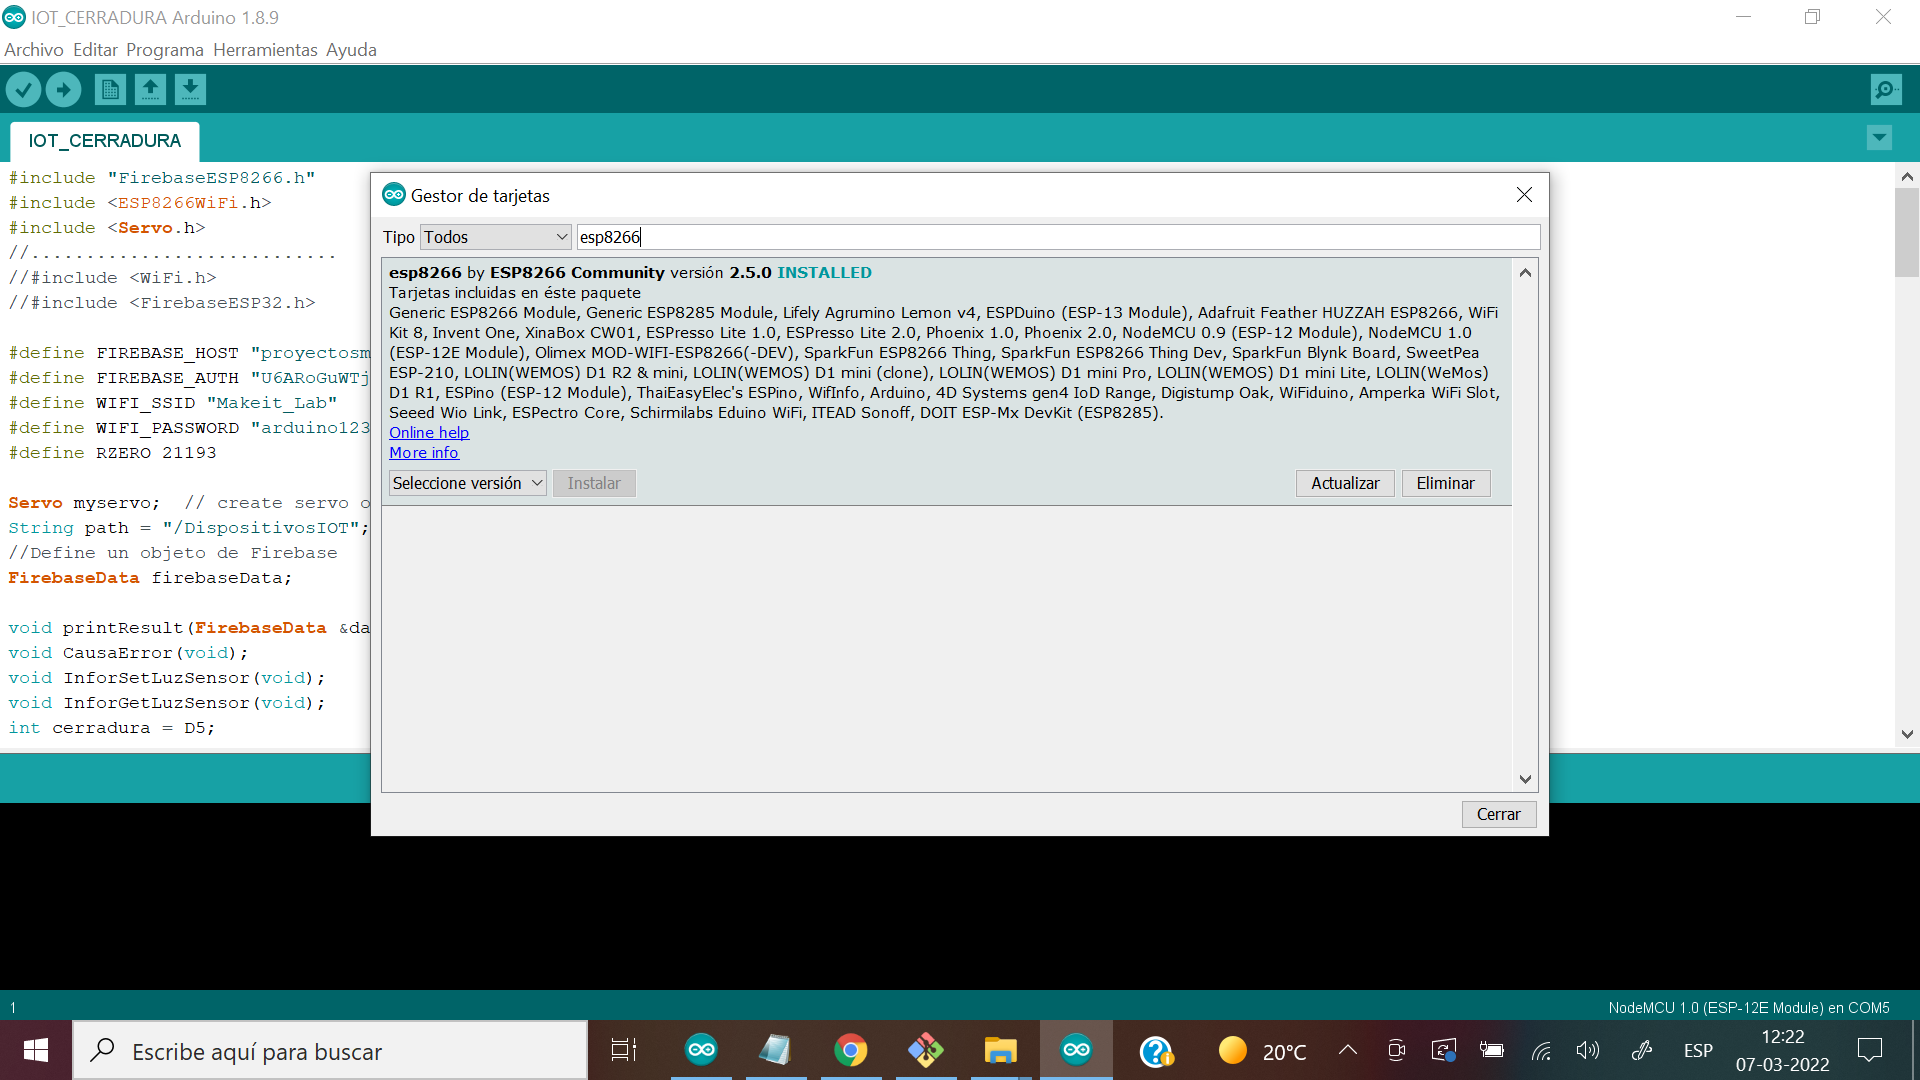 IOT_CERRADURA Arduino 1.8.9
Archivo Editar Programa Herramientas Ayuda
IOT_CERRADURA
#include "FirebaseESP8266.h"
#include <ESP8266WiFi.h>
#include <Servo.h>
//............................
//#include <WiFi.h>
//#include <FirebaseESP32.h>
#define FIREBASE_HOST "proyectosm
#define FIREBASE_AUTH "U6ARoGuWTj
#define WIFI_SSID "Makeit_Lab"
#define WIFI_PASSWORD "arduino123
#define RZERO 21193
Servo myservo;  // create servo o
String path = "/DispositivosIOT";
//Define un objeto de Firebase
FirebaseData firebaseData;
void printResult(FirebaseData &da
void CausaError(void);
void InforSetLuzSensor(void);
void InforGetLuzSensor(void);
int cerradura = D5;
Gestor de tarjetas
Tipo Todos esp8266
esp8266 by ESP8266 Community versión 2.5.0 INSTALLED
Tarjetas incluidas en éste paquete
Generic ESP8266 Module, Generic ESP8285 Module, Lifely Agrumino Lemon v4, ESPDuino (ESP-13 Module), Adafruit Feather HUZZAH ESP8266, WiFi
Kit 8, Invent One, XinaBox CW01, ESPresso Lite 1.0, ESPresso Lite 2.0, Phoenix 1.0, Phoenix 2.0, NodeMCU 0.9 (ESP-12 Module), NodeMCU 1.0
(ESP-12E Module), Olimex MOD-WIFI-ESP8266(-DEV), SparkFun ESP8266 Thing, SparkFun ESP8266 Thing Dev, SparkFun Blynk Board, SweetPea
ESP-210, LOLIN(WEMOS) D1 R2 & mini, LOLIN(WEMOS) D1 mini (clone), LOLIN(WEMOS) D1 mini Pro, LOLIN(WEMOS) D1 mini Lite, LOLIN(WeMos)
D1 R1, ESPino (ESP-12 Module), ThaiEasyElec's ESPino, WifInfo, Arduino, 4D Systems gen4 IoD Range, Digistump Oak, WiFiduino, Amperka WiFi Slot,
Seeed Wio Link, ESPectro Core, Schirmilabs Eduino WiFi, ITEAD Sonoff, DOIT ESP-Mx DevKit (ESP8285).
Online help
More info
Seleccione versión Instalar Actualizar Eliminar
Cerrar
1 NodeMCU 1.0 (ESP-12E Module) en COM5
Escribe aquí para buscar
20°C
ESP
12:22
07-03-2022